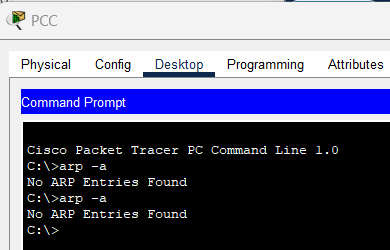 PCC
Physical Config Desktop Programming Attributes
Command Prompt
Cisco Packet Tracer PC Command Line 1.0
C:\>arp -a
No ARP Entries Found
C:\>arp -a
No ARP Entries Found
C:\>